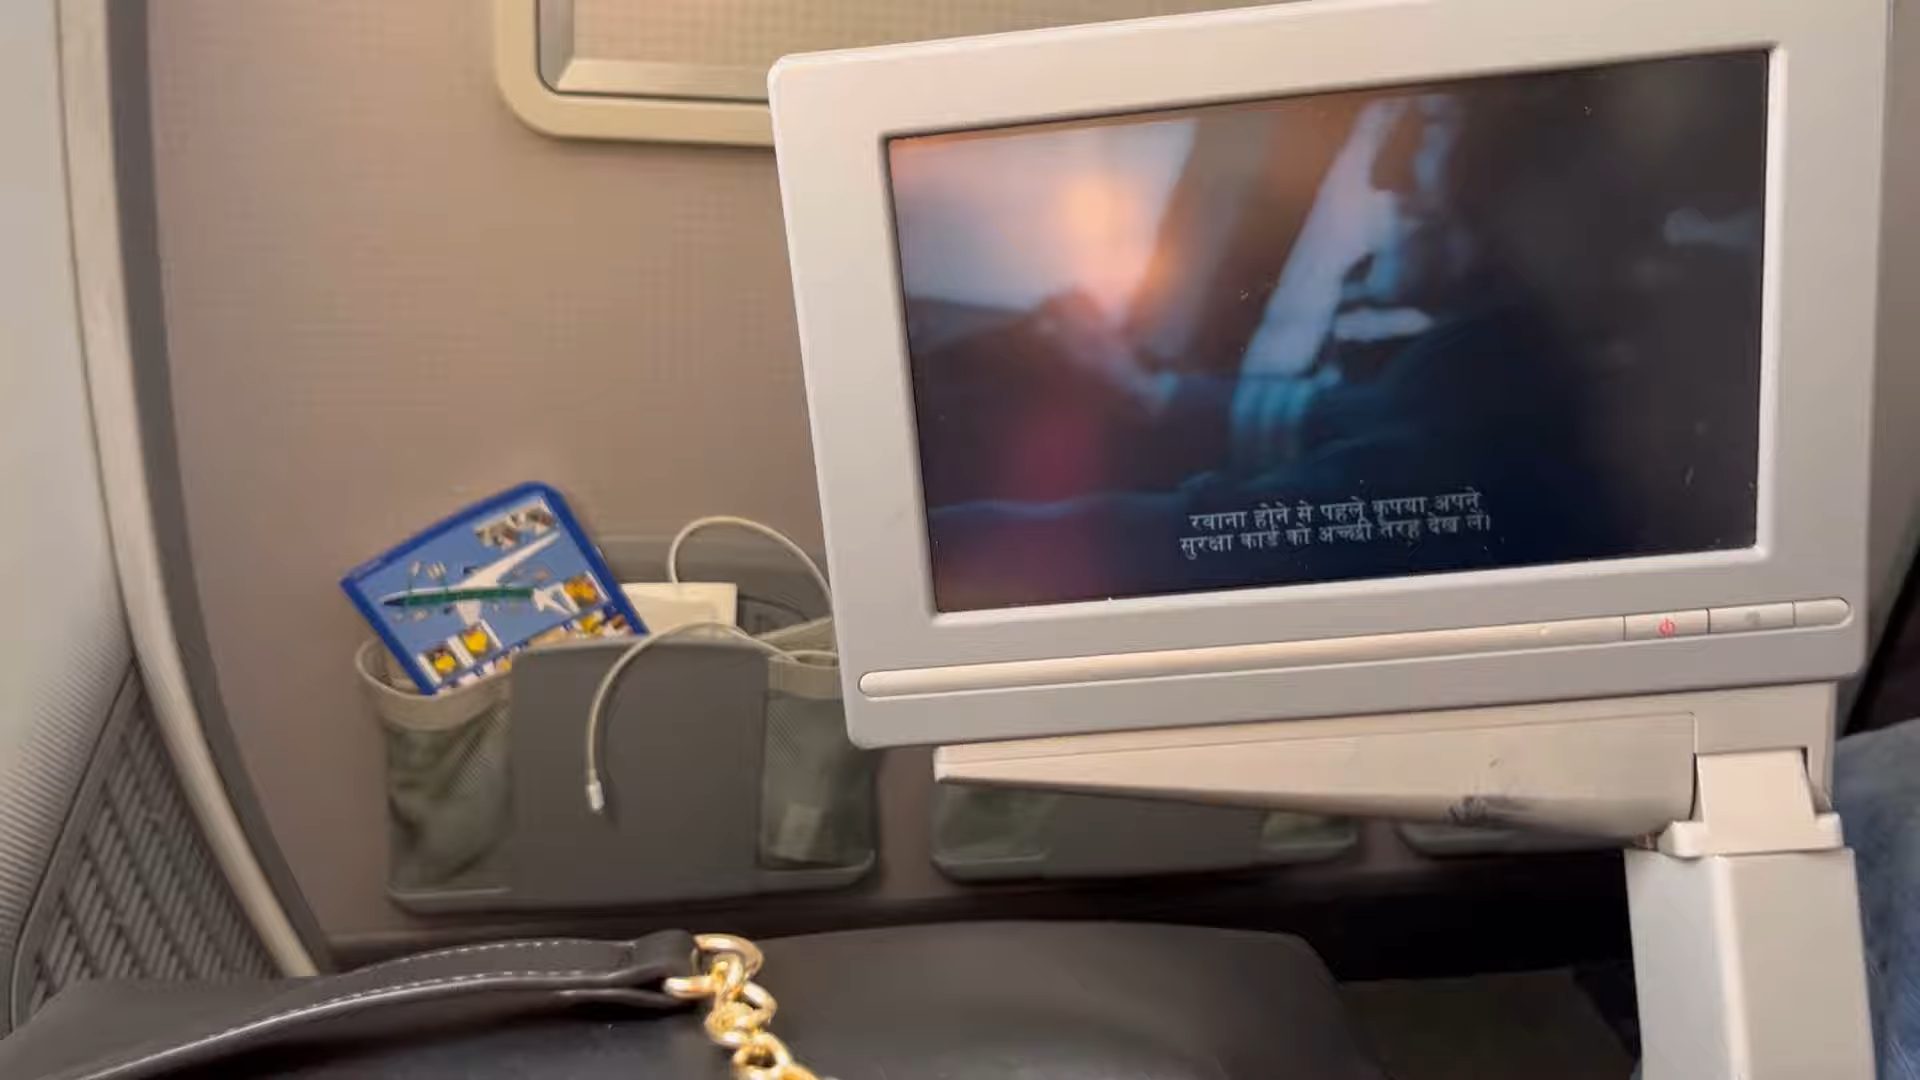 रवाना होने से पहले कृपया अपने
सुरक्षा कार्ड को अच्छी तरह देख लें।